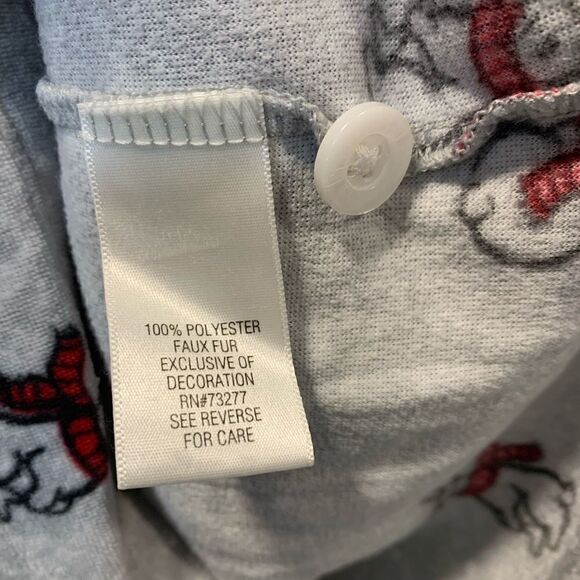 100% POLYESTER
FAUX FUR
EXCLUSIVE OF
DECORATION
RN#73277
SEE REVERSE
FOR CARE